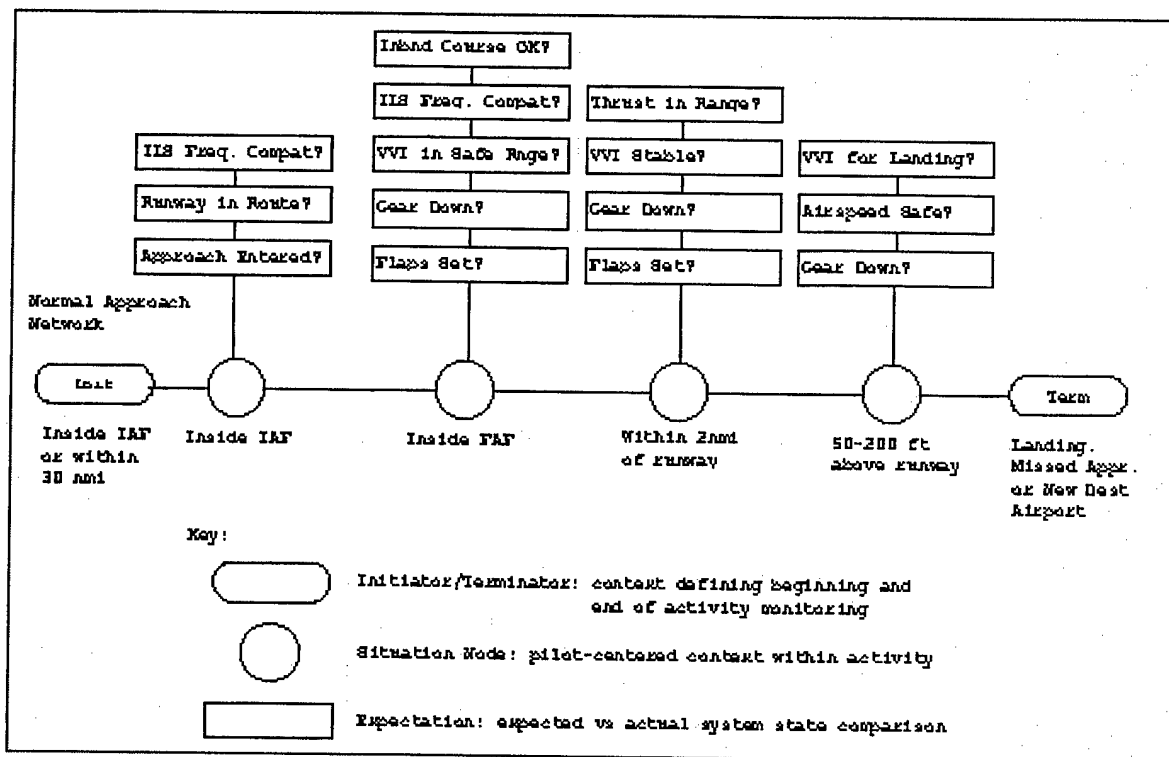 Inbnd Course OK?
ILS Freq. Compat?
Thrust in Range?
ILS Freq. Compat?
VVI in Safe Rnge?
VVI Stable?
VVI for Landing?
Runway in Route?
Gear Down?
Gear Down?
Airspeed Safe?
Approach Entered?
Flaps Set?
Flaps Set?
Gear Down?
Normal Approach
Network
Init
Term
Inside IAF
or within
30 nmi
Inside IAF
Inside FAF
Within 2nmi
of runway
50-200 ft
above runway
Landing.
Missed Appr.
or New Dest
Airport
Key:
Initiator/Terminator: context defining beginning and
end of activity monitoring
Situation Node: pilot-centered context within activity
Expectation: expected vs actual system state comparison